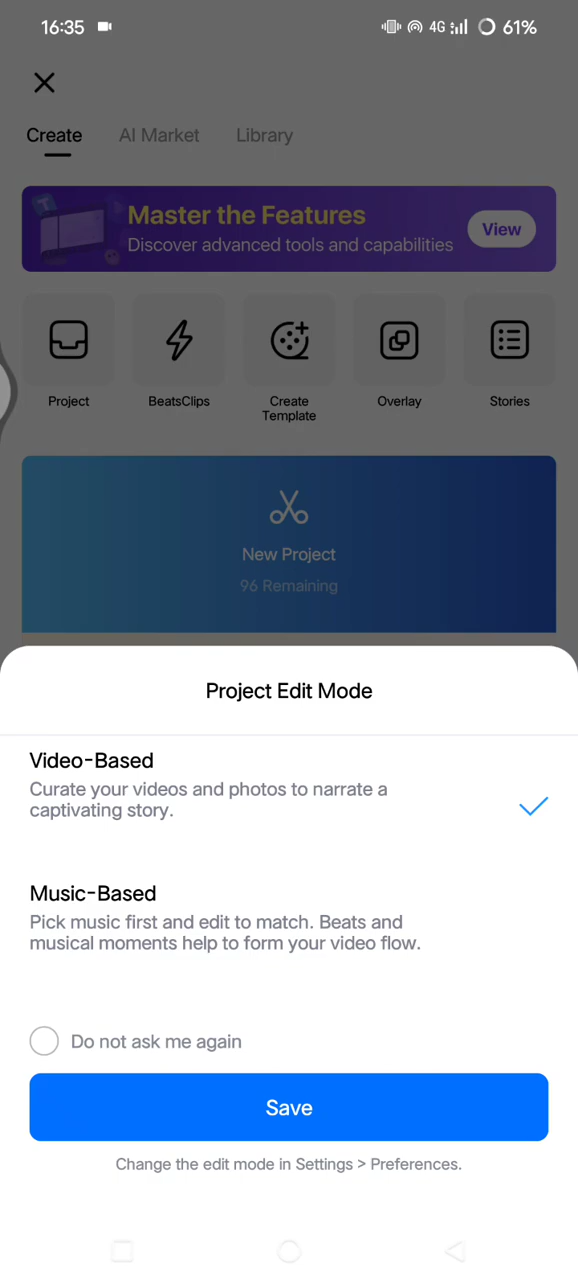 16:35
4G
61%
Create
AI Market
Library
Master the Features
Discover advanced tools and capabilities
View
Project
BeatsClips
Create
Template
Overlay
Stories
New Project
96 Remaining
Project Edit Mode
Video-Based
Curate your videos and photos to narrate a
captivating story.
Music-Based
Pick music first and edit to match. Beats and
musical moments help to form your video flow.
Do not ask me again
Save
Change the edit mode in Settings > Preferences.